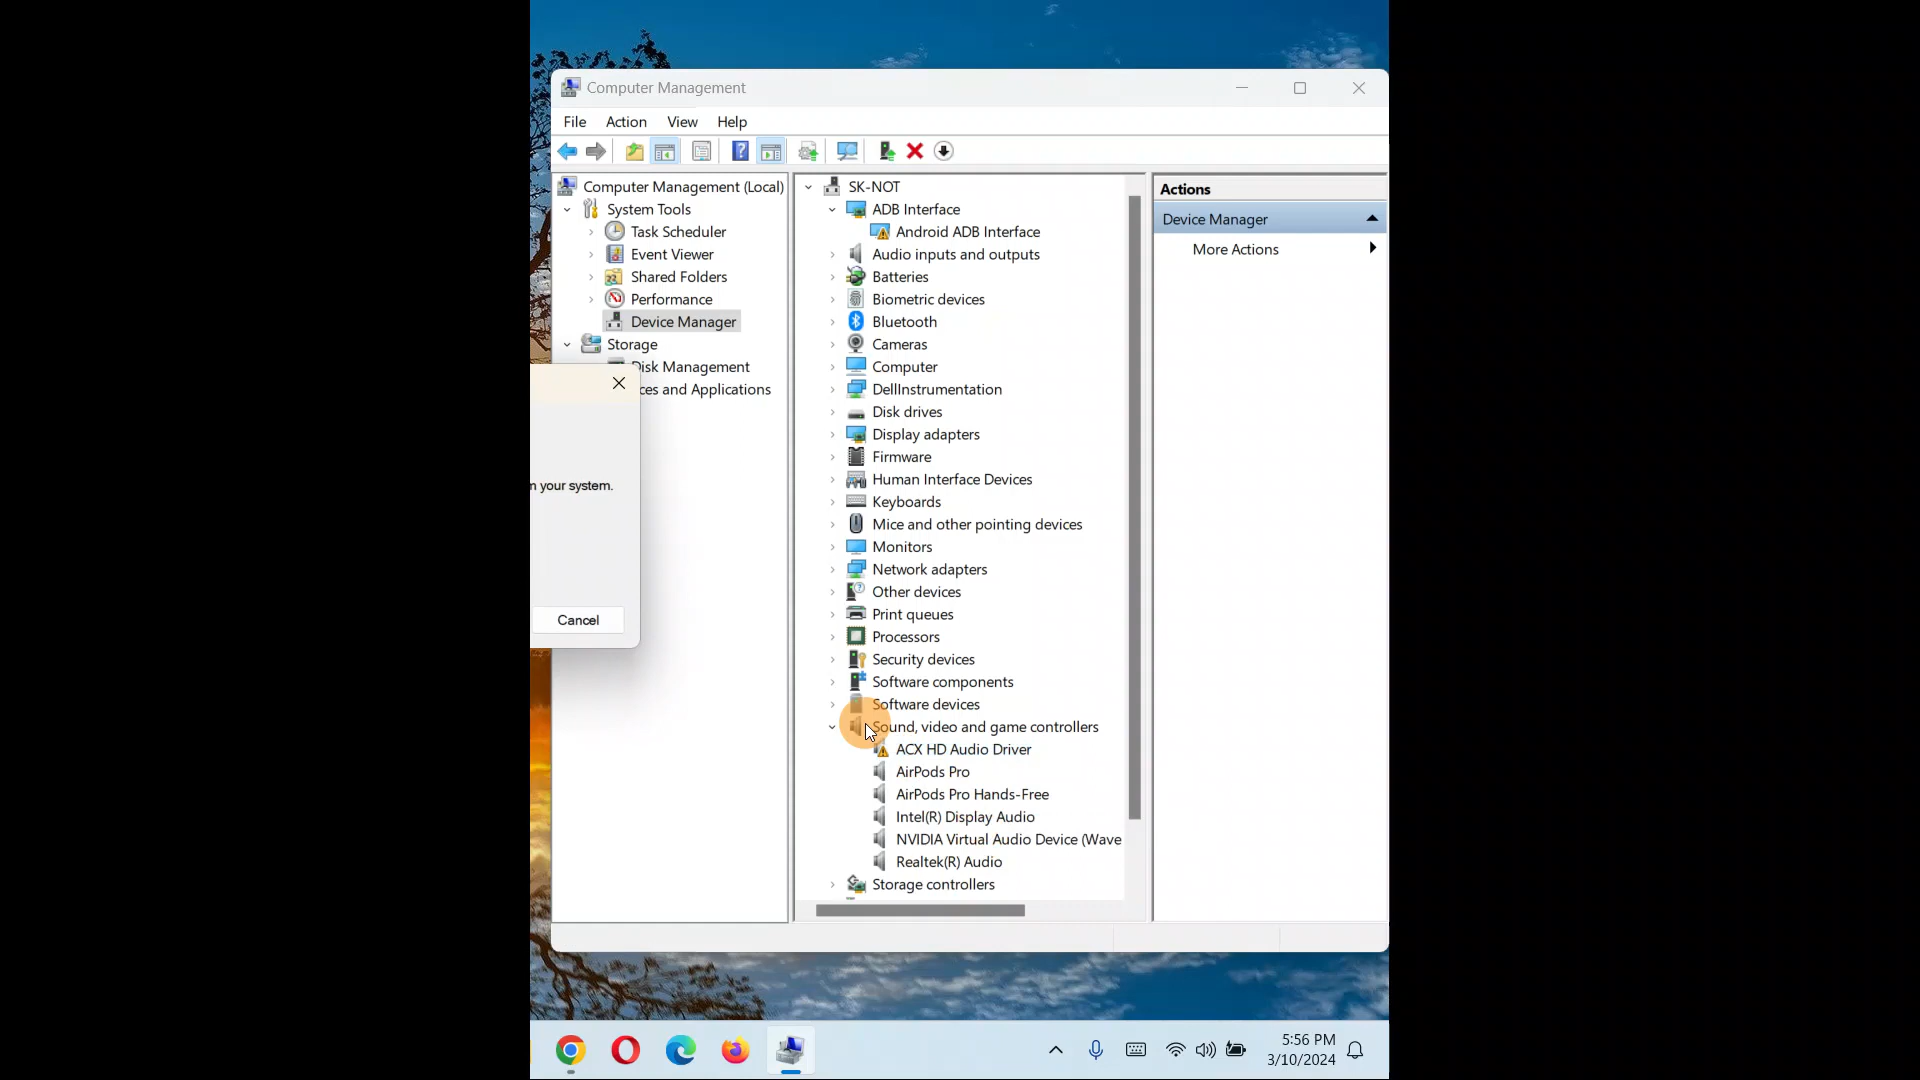 Computer Management
File Action View Help
Computer Management (Local)
System Tools
Task Scheduler
Event Viewer
Shared Folders
Performance
Device Manager
Storage
Disk Management
ces and Applications
your system.
Cancel
SK-NOT
ADB Interface
Android ADB Interface
Audio inputs and outputs
Batteries
Biometric devices
Bluetooth
Cameras
Computer
DellInstrumentation
Disk drives
Display adapters
Firmware
Human Interface Devices
Keyboards
Mice and other pointing devices
Monitors
Network adapters
Other devices
Print queues
Processors
Security devices
Software components
Software devices
Sound, video and game controllers
ACX HD Audio Driver
AirPods Pro
AirPods Pro Hands-Free
Intel(R) Display Audio
NVIDIA Virtual Audio Device (Wave
Realtek(R) Audio
Storage controllers
Actions
Device Manager
More Actions
5:56 PM
3/10/2024